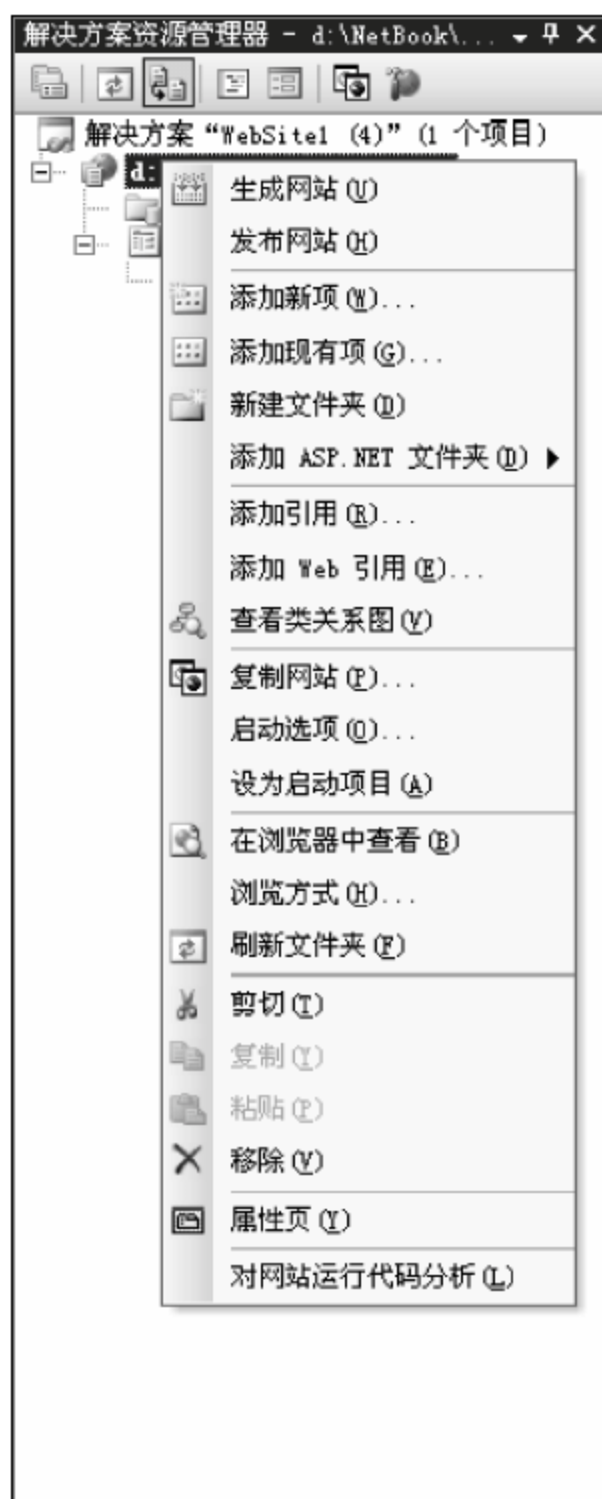 解决方案资源管理器 - d:\NetBook\...
解决方案“WebSite1 (4)” (1 个项目)
d:
生成网站(U)
发布网站(H)
添加新项(W)...
添加现有项(G)...
新建文件夹(D)
添加 ASP.NET 文件夹(D)
添加引用(R)...
添加 Web 引用(E)...
查看类关系图(V)
复制网站(P)...
启动选项(O)...
设为启动项目(A)
在浏览器中查看(B)
浏览方式(H)...
刷新文件夹(F)
剪切(T)
复制(Y)
粘贴(P)
移除(V)
属性页(Y)
对网站运行代码分析(L)